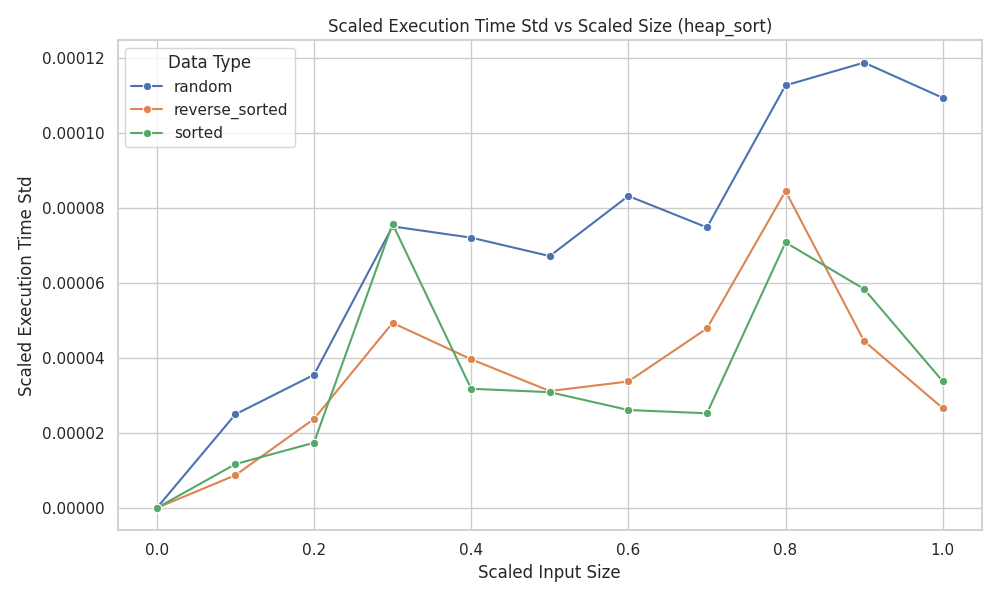 Scaled Execution Time Std vs Scaled Size (heap_sort)
Data Type
random
reverse_sorted
sorted
Scaled Execution Time Std
0.00012
0.00010
0.00008
0.00006
0.00004
0.00002
0.00000
0.0 0.2 0.4 0.6 0.8 1.0
Scaled Input Size